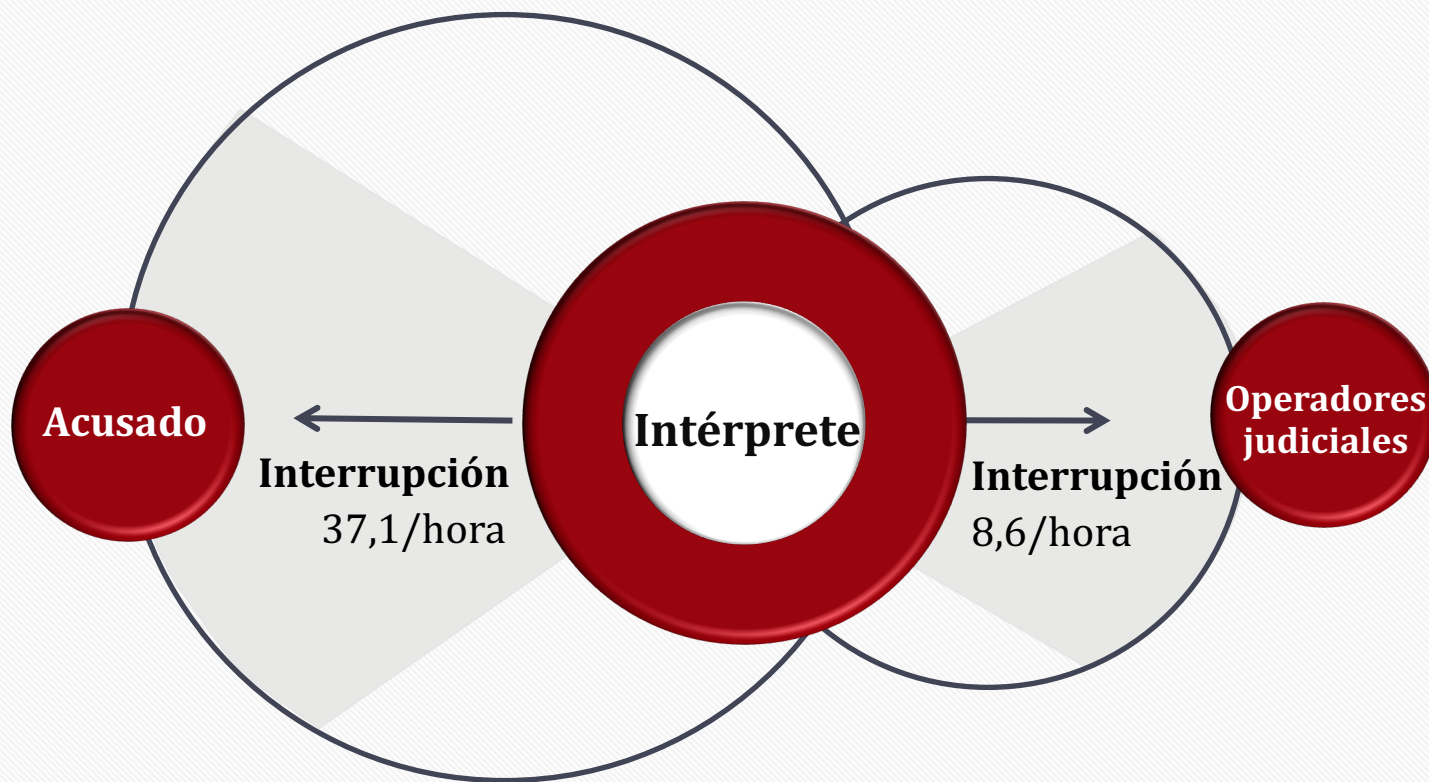 Acusado
Interrupción
37,1/hora
Intérprete
Interrupción
8,6/hora
Operadores
judiciales